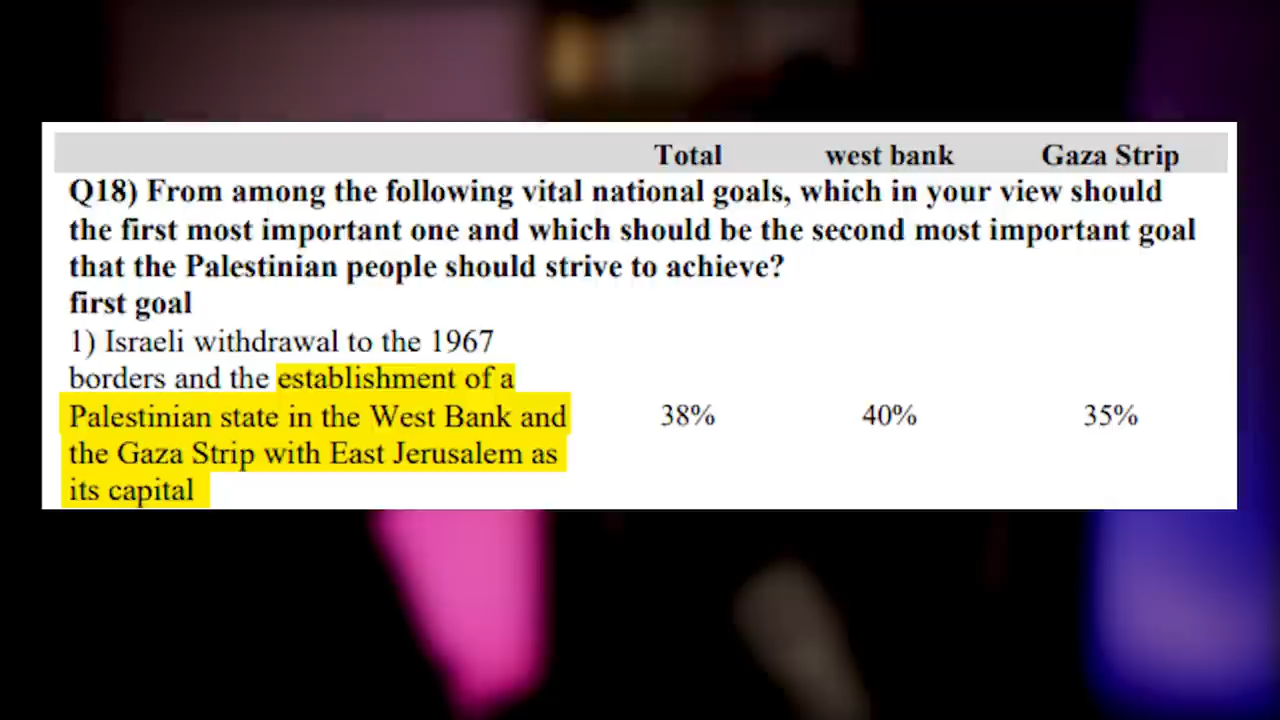 Total west bank Gaza Strip
Q18) From among the following vital national goals, which in your view should
the first most important one and which should be the second most important goal
that the Palestinian people should strive to achieve?
first goal
1) Israeli withdrawal to the 1967
borders and the establishment of a
Palestinian state in the West Bank and 38% 40% 35%
the Gaza Strip with East Jerusalem as
its capital